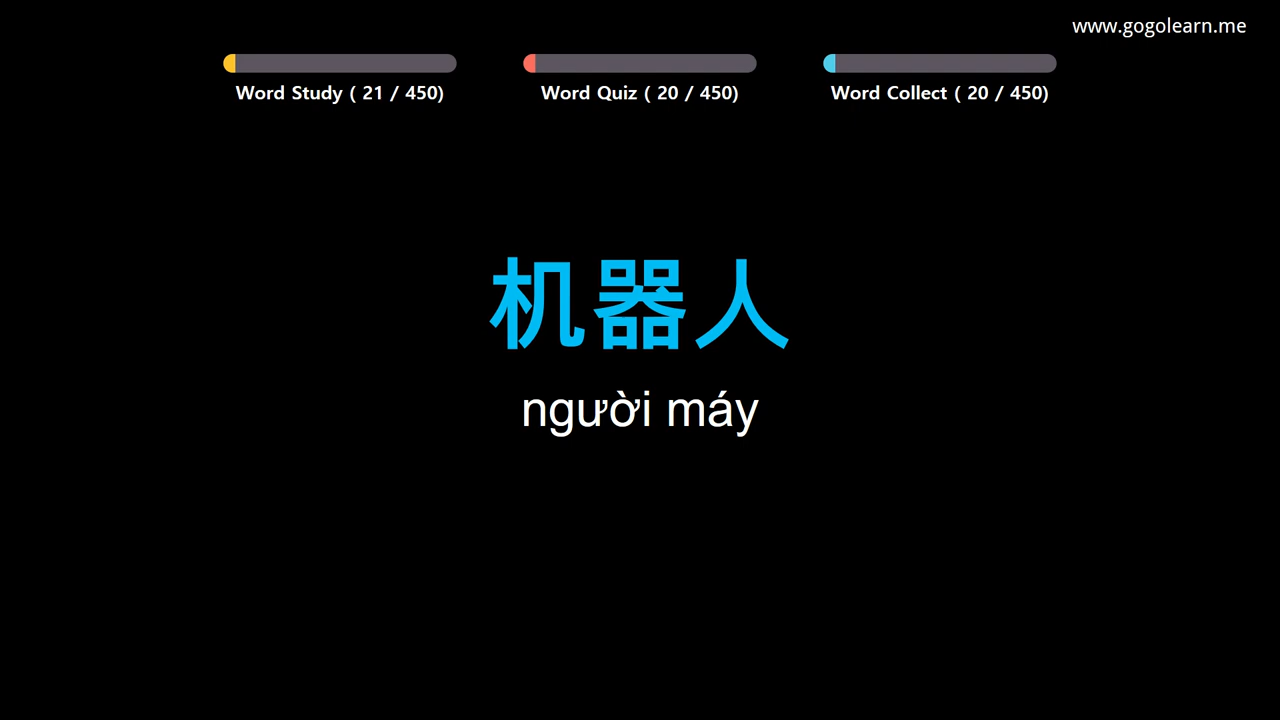 www.gogolearn.me
Word Study ( 21 / 450)
Word Quiz ( 20 / 450)
Word Collect ( 20 / 450)
机器人
người máy